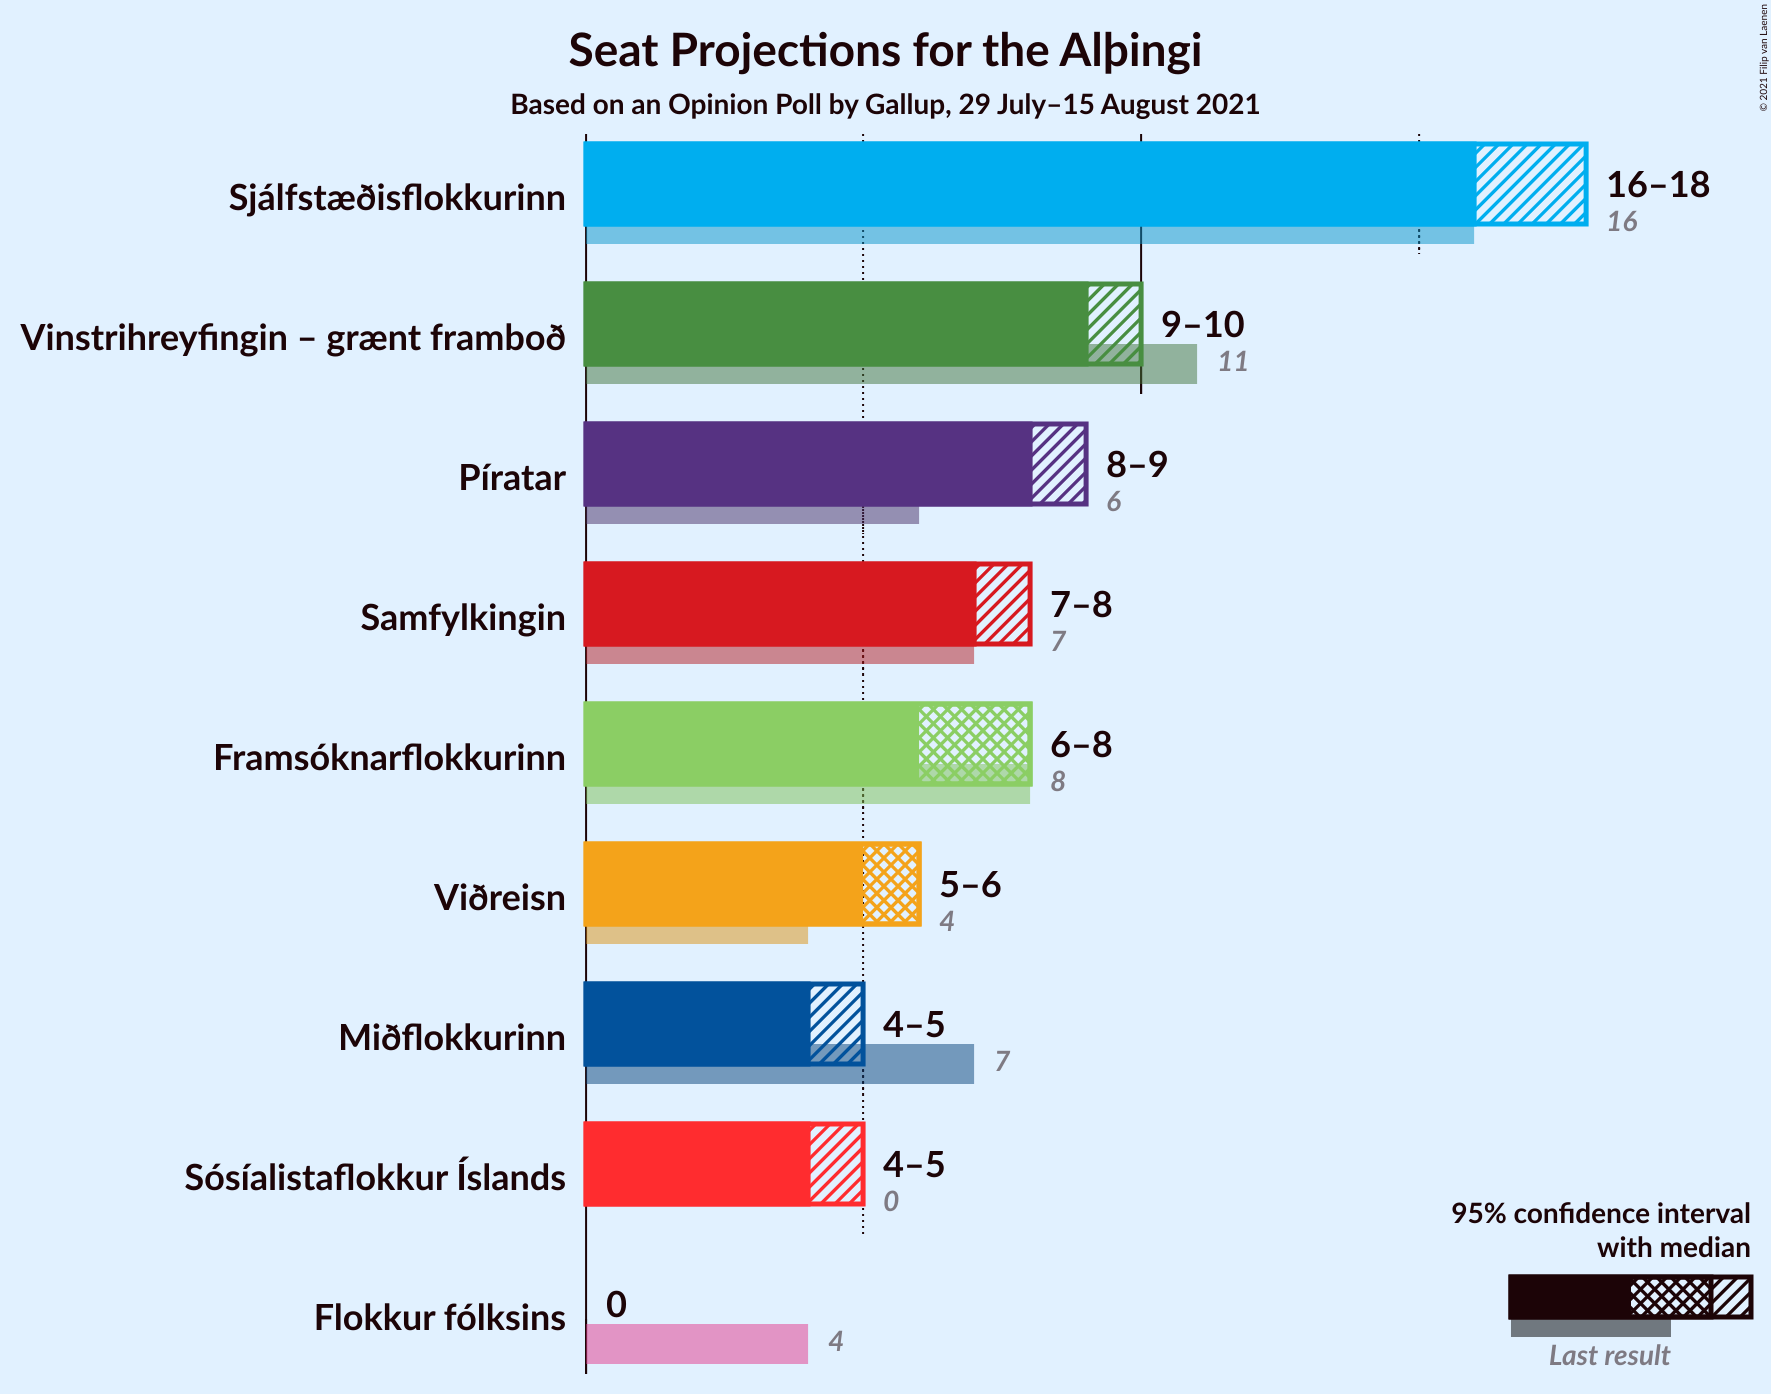 Seat Projections for the Alþingi
Based on an Opinion Poll by Gallup, 29 July–15 August 2021
© 2021 Filip van Laenen
Sjálfstæðisflokkurinn
16–18
16
Vinstrihreyfingin – grænt framboð
9–10
11
Píratar
8–9
6
Samfylkingin
7–8
7
Framsóknarflokkurinn
6–8
8
Viðreisn
5–6
4
Miðflokkurinn
4–5
7
Sósíalistaflokkur Íslands
4–5
0
Flokkur fólksins
0
4
95% confidence interval
with median
Last result